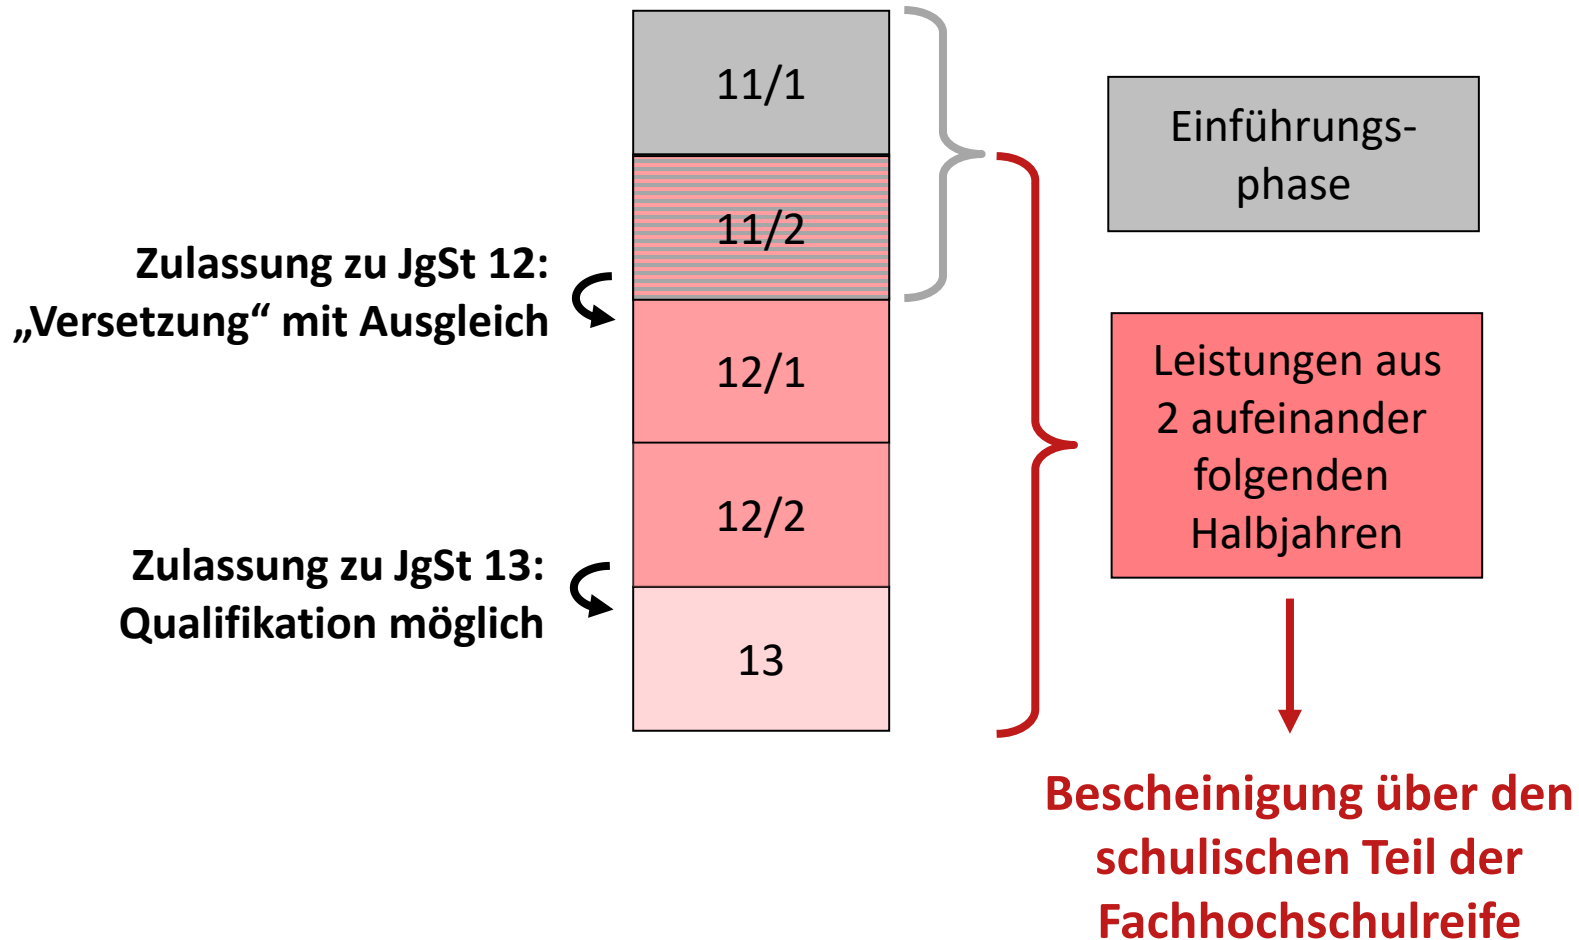 11/1
11/2
12/1
12/2
13
Zulassung zu JgSt 12:
„Versetzung“ mit Ausgleich
Zulassung zu JgSt 13:
Qualifikation möglich
Einführungs-
phase
Leistungen aus
2 aufeinander
folgenden
Halbjahren
Bescheinigung über den
schulischen Teil der
Fachhochschulreife